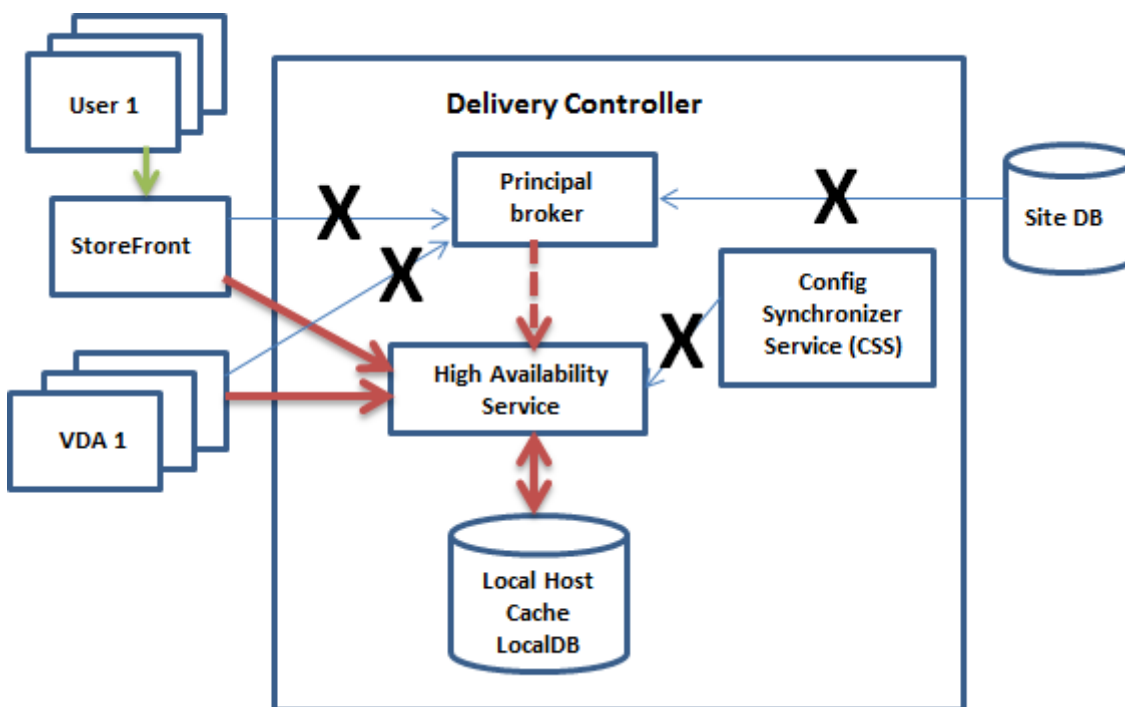 User 1
Delivery Controller
Principal
broker
X
X
Site DB
StoreFront
X
Config
Synchronizer
Service (CSS)
X
High Availability
Service
VDA 1
Local Host
Cache
LocalDB